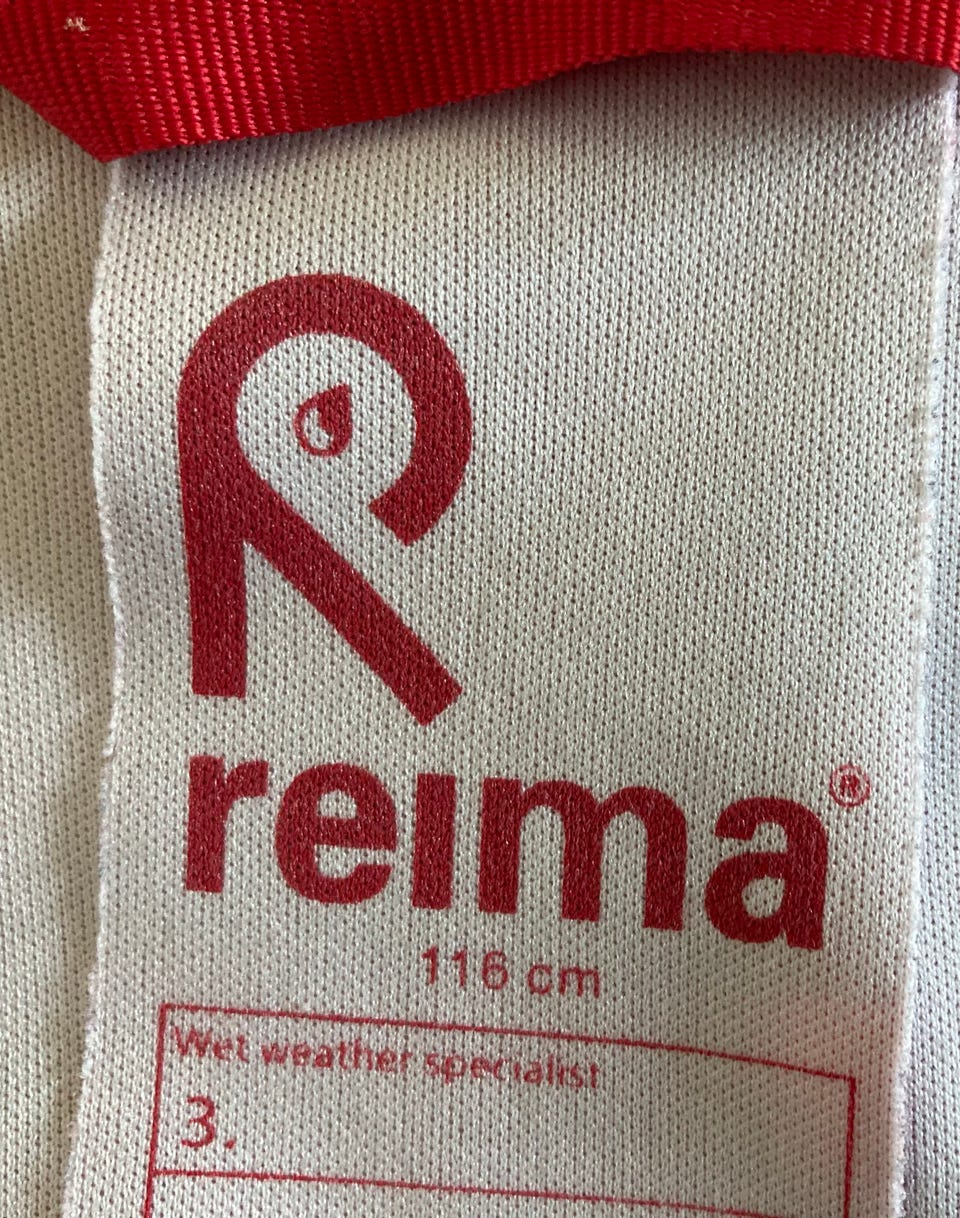 reima®
116 cm
Wet weather specialist
3.